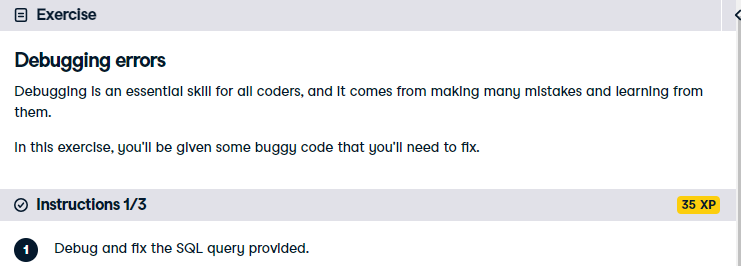 Exercise
Debugging errors
Debugging is an essential skill for all coders, and it comes from making many mistakes and learning from
them.
In this exercise, you'll be given some buggy code that you'll need to fix.
Instructions 1/3
35 XP
1
Debug and fix the SQL query provided.